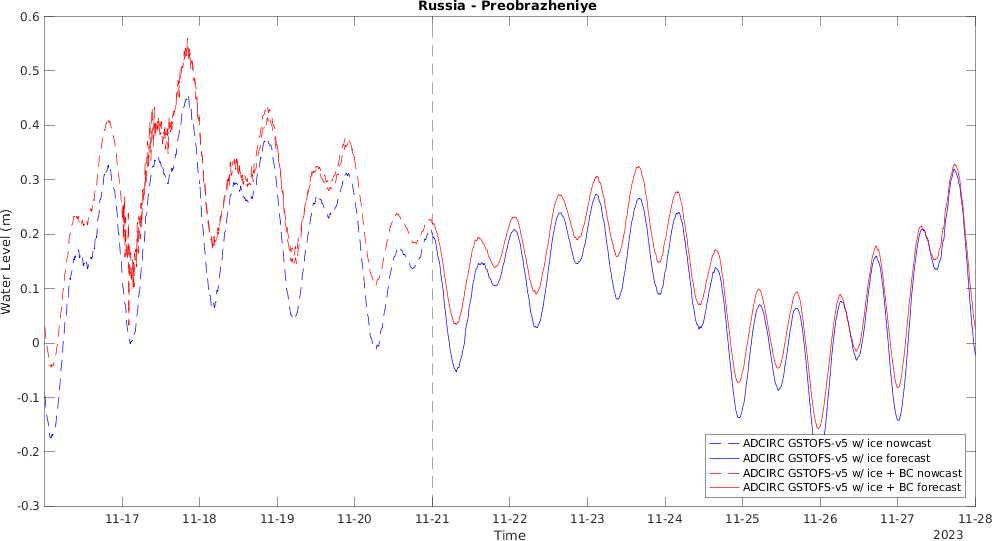 Russia - Preobrazheniye
0.6
0.5
0.4
0.3
0.2
0.1
0
-0.1
-0.2
-0.3
Water Level (m)
ADCIRC GSTOFS-v5 w/ ice nowcast
ADCIRC GSTOFS-v5 w/ ice forecast
ADCIRC GSTOFS-v5 w/ ice + BC nowcast
ADCIRC GSTOFS-v5 w/ ice + BC forecast
11-17 11-18 11-19 11-20 11-21 11-22 11-23 11-24 11-25 11-26 11-27 11-28
Time
2023